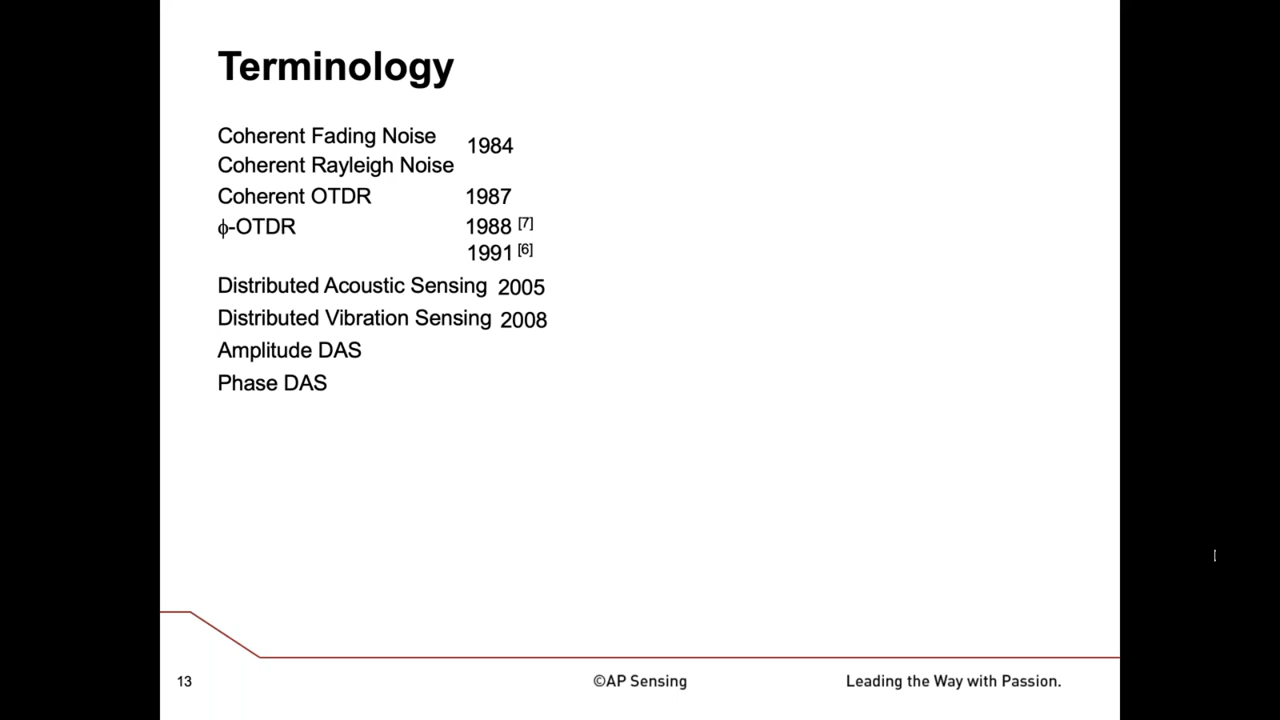 Terminology
Coherent Fading Noise
1984
Coherent Rayleigh Noise
Coherent OTDR 1987
ϕ-OTDR 1988 [7]
1991 [6]
Distributed Acoustic Sensing 2005
Distributed Vibration Sensing 2008
Amplitude DAS
Phase DAS
13 ©AP Sensing Leading the Way with Passion.